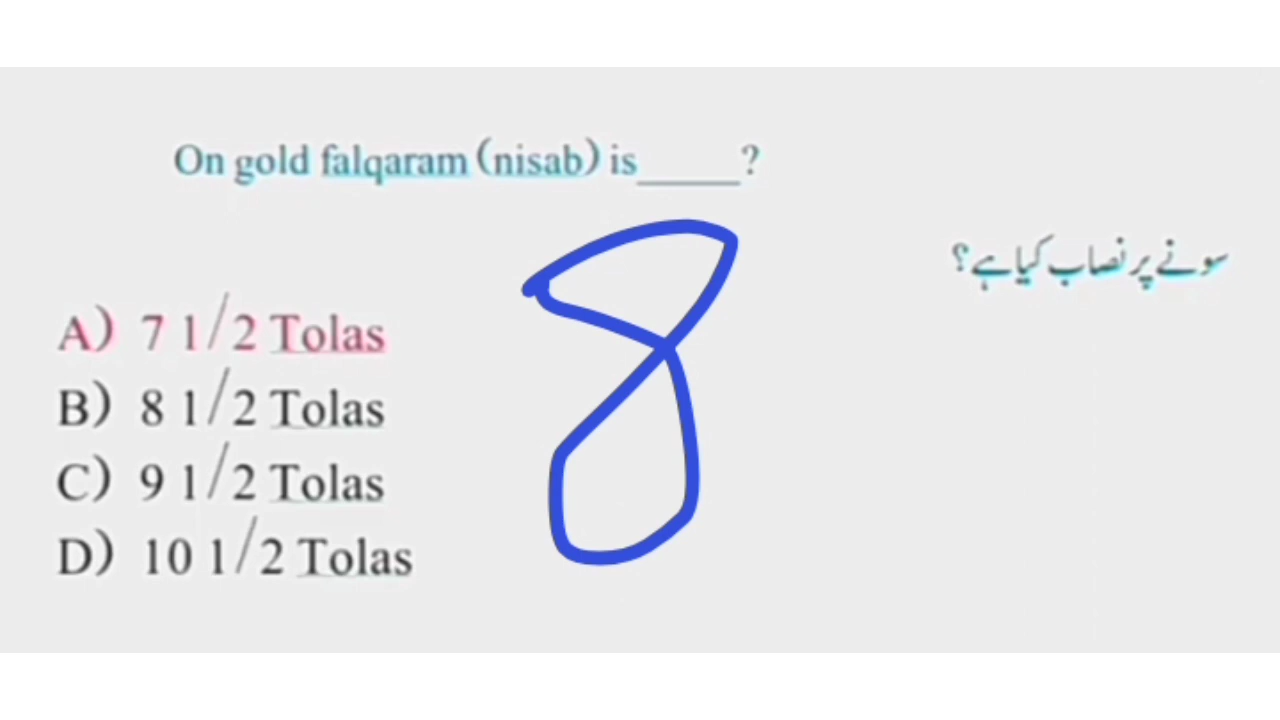 On gold falqaram (nisab) is_____?
سونے پر نصاب کیا ہے؟
A) 7 1/2 Tolas
B) 8 1/2 Tolas
C) 9 1/2 Tolas
D) 10 1/2 Tolas
8